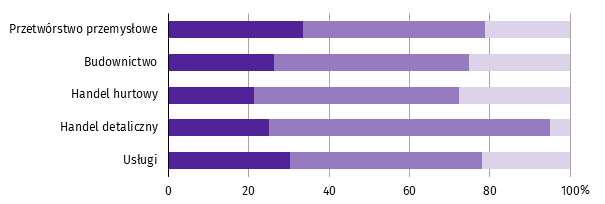 Przetwórstwo przemysłowe
Budownictwo
Handel hurtowy
Handel detaliczny
Usługi
0 20 40 60 80 100%